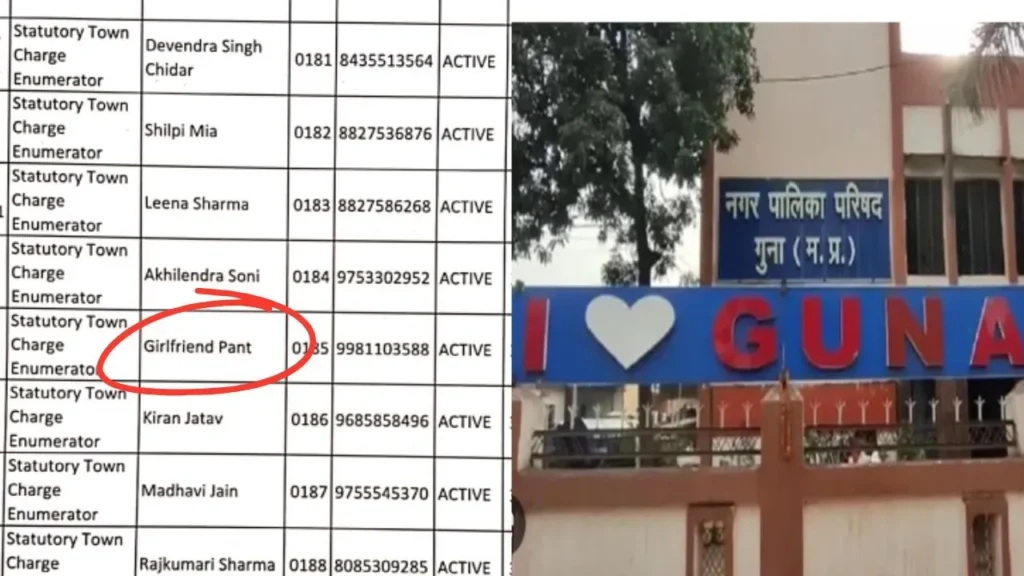 Statutory Town
Charge
Enumerator
Devendra Singh
Chidar
0181
8435513564
ACTIVE
Statutory Town
Charge
Enumerator
Shilpi Mia
0182
8827536876
ACTIVE
Statutory Town
Charge
Enumerator
Leena Sharma
0183
8827586268
ACTIVE
Statutory Town
Charge
Enumerator
Akhilendra Soni
0184
9753302952
ACTIVE
Statutory Town
Charge
Enumerator
Girlfriend Pant
0185
9981103588
ACTIVE
Statutory Town
Charge
Enumerator
Kiran Jatav
0186
9685858496
ACTIVE
Statutory Town
Charge
Enumerator
Madhavi Jain
0187
9755545370
ACTIVE
Statutory Town
Charge
Rajkumari Sharma
0188
8085309285
ACTIVE
नगर पालिका परिषद
गुना ( म. प्र. )
I GUNA